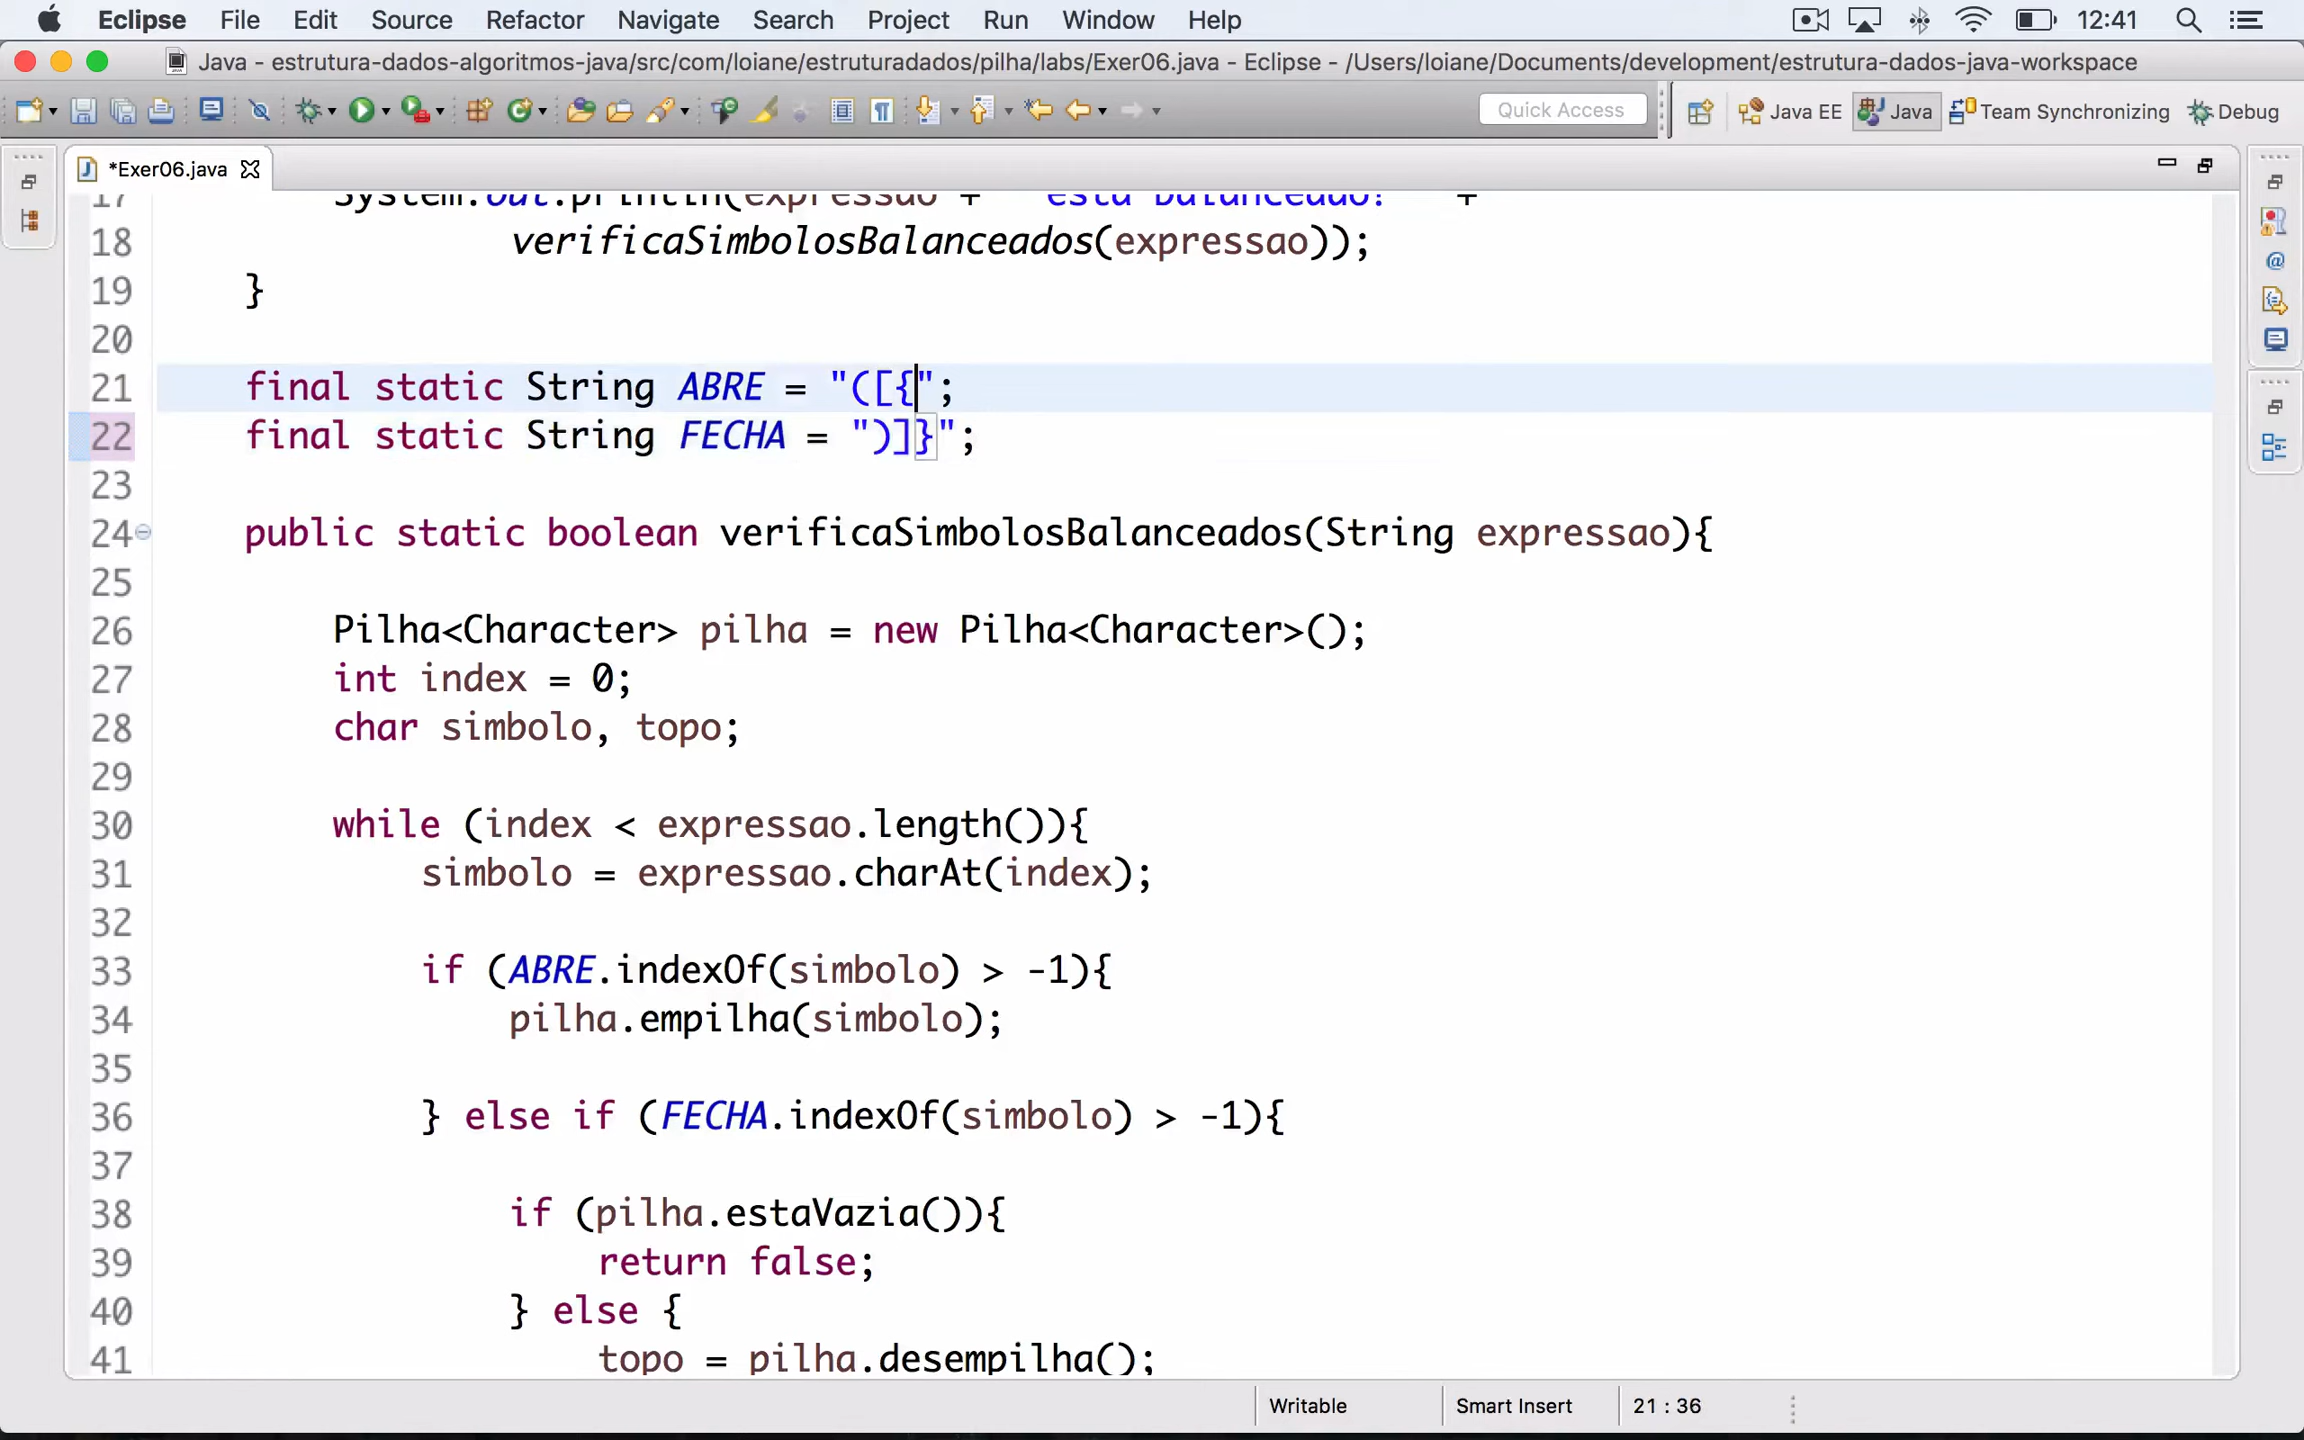 Eclipse File Edit Source Refactor Navigate Search Project Run Window Help 12:41
Java - estrutura-dados-algoritmos-java/src/com/loiane/estruturadados/pilha/labs/Exer06.java - Eclipse - /Users/loiane/Documents/development/estrutura-dados-java-workspace
Quick Access Java EE Java Team Synchronizing Debug
*Exer06.java
17 System.out.println(expressao + " está balanceado? " +
18 verificaSimbolosBalanceados(expressao));
19 }
20
21 final static String ABRE = "([{";
22 final static String FECHA = ")]}";
23
24 public static boolean verificaSimbolosBalanceados(String expressao){
25
26 Pilha<Character> pilha = new Pilha<Character>();
27 int index = 0;
28 char simbolo, topo;
29
30 while (index < expressao.length()){
31 simbolo = expressao.charAt(index);
32
33 if (ABRE.indexOf(simbolo) > -1){
34 pilha.empilha(simbolo);
35
36 } else if (FECHA.indexOf(simbolo) > -1){
37
38 if (pilha.estaVazia()){
39 return false;
40 } else {
41 topo = pilha.desempilha();
Writable Smart Insert 21 : 36